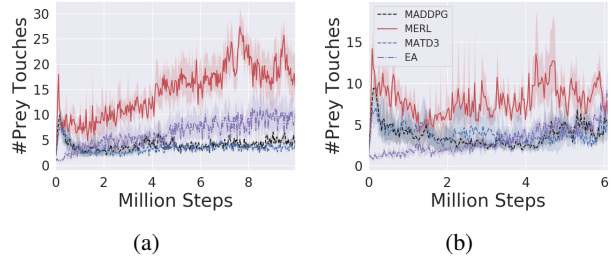 30
25
20
15
10
5
0
#Prey Touches
0 2 4 6 8
Million Steps
(a)
15
10
5
0
#Prey Touches
MADDPG
MERL
MATD3
EA
0 2 4 6
Million Steps
(b)